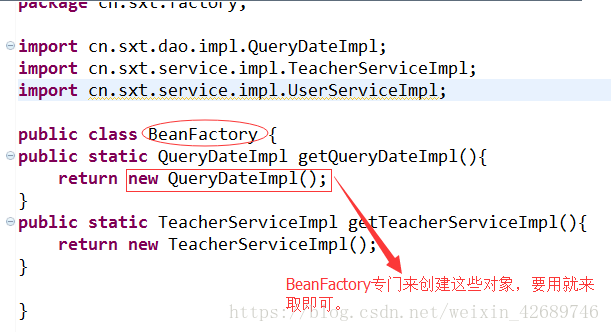 package cn.sxt.factory;
import cn.sxt.dao.impl.QueryDateImpl;
import cn.sxt.service.impl.TeacherServiceImpl;
import cn.sxt.service.impl.UserServiceImpl;
public class BeanFactory {
public static QueryDateImpl getQueryDateImpl(){
return new QueryDateImpl();
}
public static TeacherServiceImpl getTeacherServiceImpl(){
return new TeacherServiceImpl();
}
BeanFactory专门来创建这些对象，要用就来
取即可。
}
https://blog.csdn.net/weixin_42689746